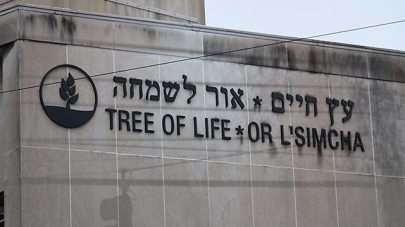 עץ חיים * אור לשמחה
TREE OF LIFE * OR L'SIMCHA